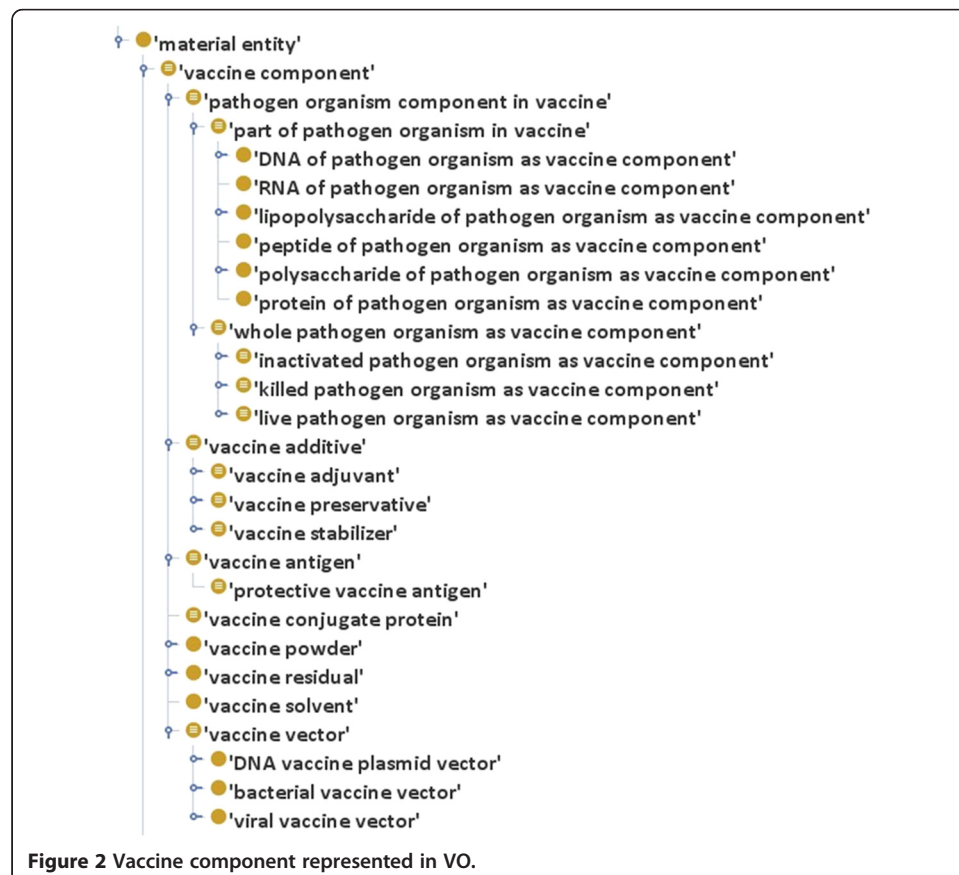 'material entity'
'vaccine component'
'pathogen organism component in vaccine'
'part of pathogen organism in vaccine'
'DNA of pathogen organism as vaccine component'
'RNA of pathogen organism as vaccine component'
'lipopolysaccharide of pathogen organism as vaccine component'
'peptide of pathogen organism as vaccine component'
'polysaccharide of pathogen organism as vaccine component'
'protein of pathogen organism as vaccine component'
'whole pathogen organism as vaccine component'
'inactivated pathogen organism as vaccine component'
'killed pathogen organism as vaccine component'
'live pathogen organism as vaccine component'
'vaccine additive'
'vaccine adjuvant'
'vaccine preservative'
'vaccine stabilizer'
'vaccine antigen'
'protective vaccine antigen'
'vaccine conjugate protein'
'vaccine powder'
'vaccine residual'
'vaccine solvent'
'vaccine vector'
'DNA vaccine plasmid vector'
'bacterial vaccine vector'
'viral vaccine vector'
Figure 2 Vaccine component represented in VO.